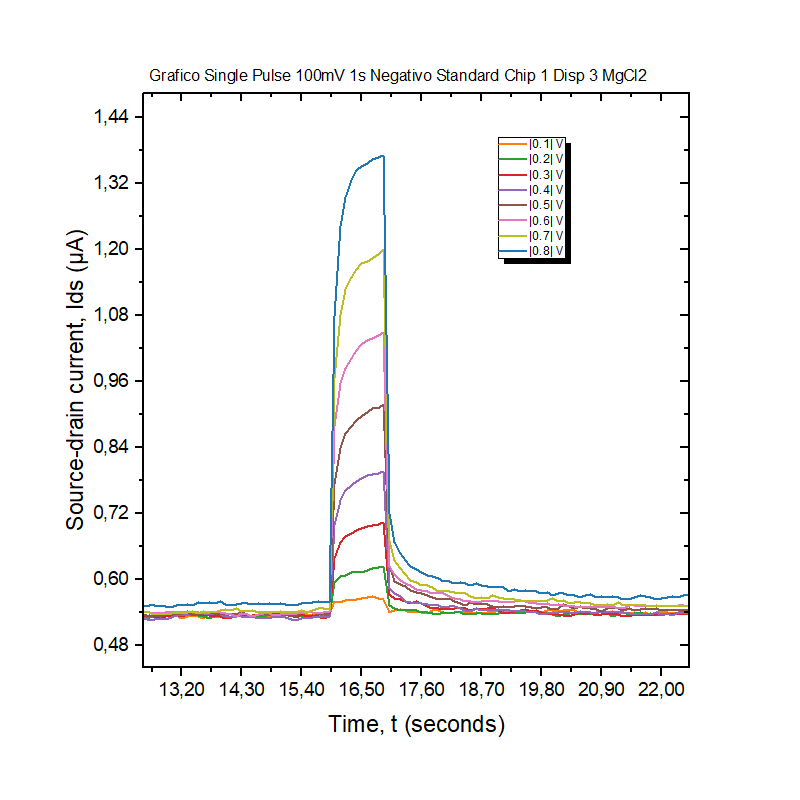 Grafico Single Pulse 100mV 1s Negativo Standard Chip 1 Disp 3 MgCl2
1,44
1,32
1,20
1,08
0,96
0,84
0,72
0,60
0,48
Source-drain current, Ids (µA)
|0.1| V
|0.2| V
|0.3| V
|0.4| V
|0.5| V
|0.6| V
|0.7| V
|0.8| V
13,20 14,30 15,40 16,50 17,60 18,70 19,80 20,90 22,00
Time, t (seconds)